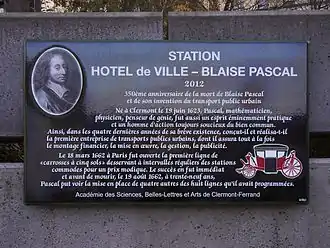 STATION
HOTEL de VILLE – BLAISE PASCAL
2012
350ème anniversaire de la mort de Blaise Pascal
et de son invention du transport public urbain
Né à Clermont le 19 juin 1623, Pascal, mathématicien,
physicien, penseur de génie, fut aussi un esprit éminemment pratique
et un homme d'action toujours soucieux du bien commun.
Ainsi, dans les quatre dernières années de sa brève existence, conçut-il et réalisa-t-il
la première entreprise de transports publics urbains, dont il assura tout à la fois
le montage financier, la mise en œuvre, la gestion, la publicité.
Le 18 mars 1662 à Paris fut ouverte la première ligne de
«carrosses à cinq sols» desservant à intervalles réguliers des stations
commodes pour un prix modique. Le succès en fut immédiat
et avant de mourir, le 19 août 1662, à trente-neuf ans,
Pascal put voir la mise en place de quatre autres des huit lignes qu'il avait programmées.
Académie des Sciences, Belles-Lettres et Arts de Clermont-Ferrand